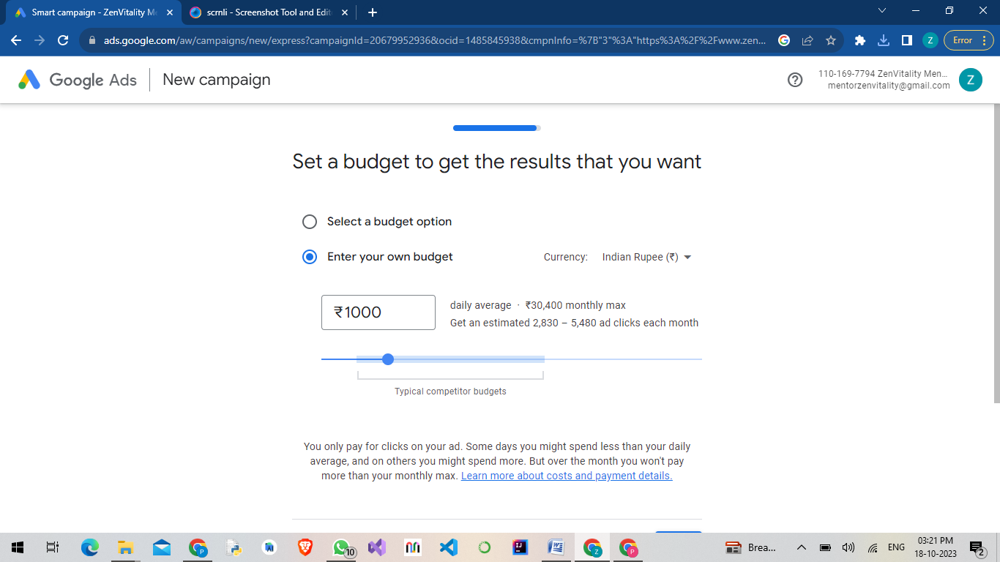 Smart campaign - ZenVitality Me
scrnli - Screenshot Tool and Edit
ads.google.com/aw/campaigns/new/express?campaignId=20679952936&ocid=1485845938&cmpnInfo=%7B"3"%3A"https%3A%2F%2Fwww.zen...
Z
Error
Google Ads
New campaign
110-169-7794 ZenVitality Men...
mentorzenvitality@gmail.com
Z
Set a budget to get the results that you want
Select a budget option
Enter your own budget
Currency: Indian Rupee (₹)
₹1000
daily average · ₹30,400 monthly max
Get an estimated 2,830 – 5,480 ad clicks each month
Typical competitor budgets
You only pay for clicks on your ad. Some days you might spend less than your daily
average, and on others you might spend more. But over the month you won't pay
more than your monthly max. Learn more about costs and payment details.
P
10
IJ
W
Z
P
Brea...
ENG
03:21 PM
18-10-2023
2